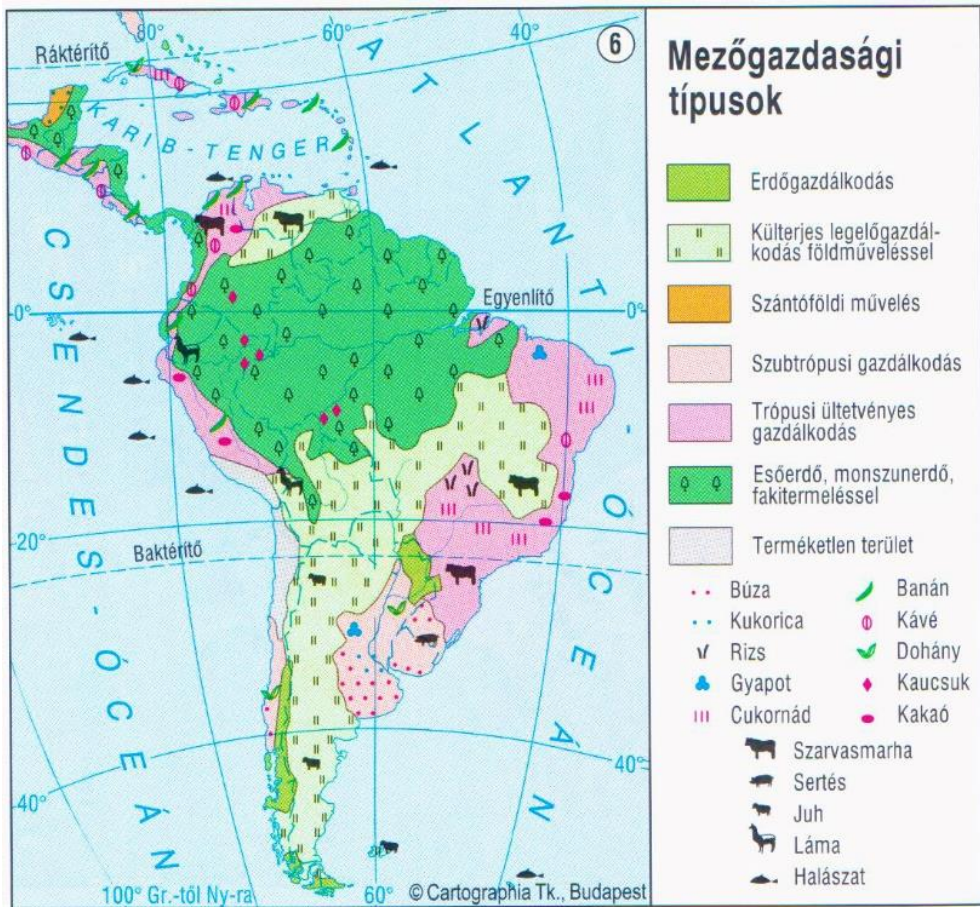 80°
60°
6
Ráktérítő
ATLANTI-ÓCEÁN
KARIB-TENGER
CSENDES-ÓCEÁN
0°
Egyenlítő
0°
20°
Baktérítő
40°
40°
100° Gr.-től Ny-ra
60°
© Cartographia Tk., Budapest
Mezőgazdasági
típusok
Erdőgazdálkodás
Külterjes legelőgazdál-
kodás földműveléssel
Szántóföldi művelés
Szubtrópusi gazdálkodás
Trópusi ültetvényes
gazdálkodás
Esőerdő, monszunerdő,
fakitermeléssel
Terméketlen terület
Búza
Kukorica
Rizs
Gyapot
Cukornád
Banán
Kávé
Dohány
Kaucsuk
Kakaó
Szarvasmarha
Sertés
Juh
Láma
Halászat